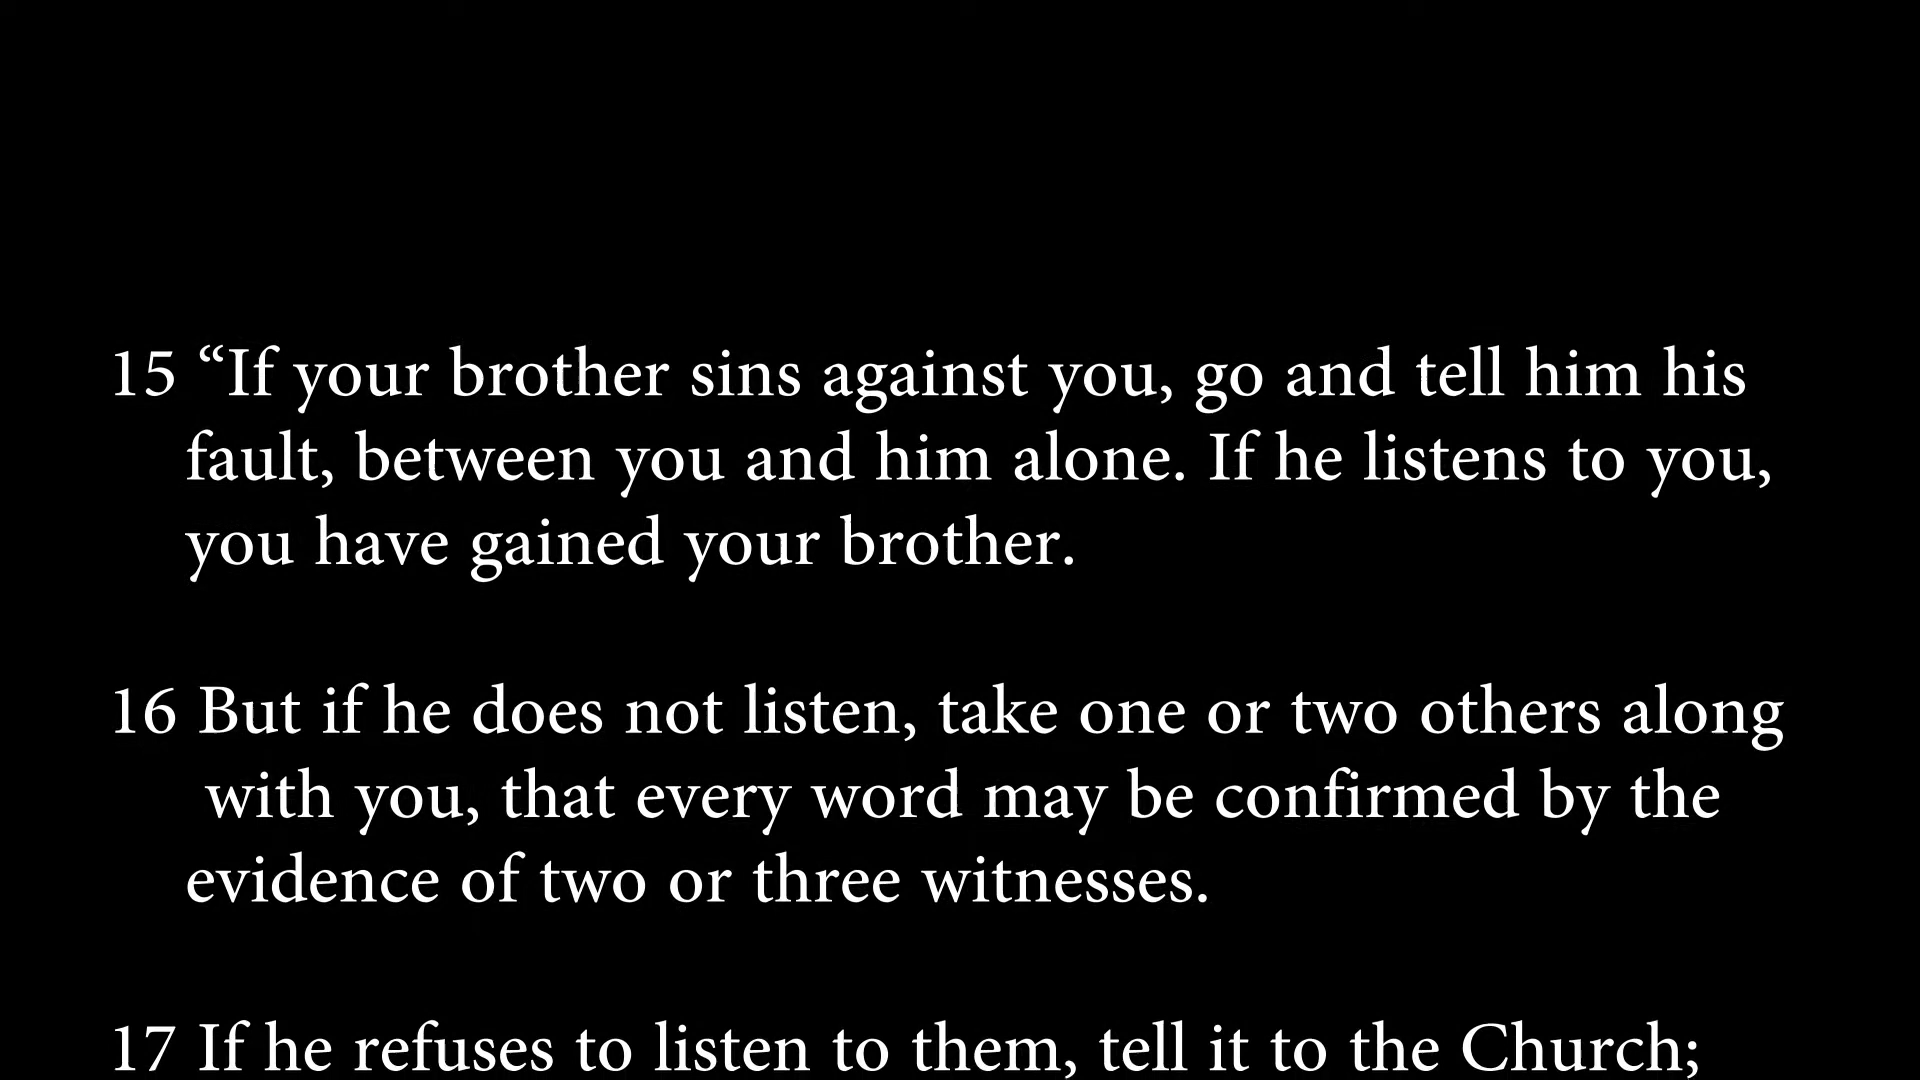 15 “If your brother sins against you, go and tell him his
fault, between you and him alone. If he listens to you,
you have gained your brother.
16 But if he does not listen, take one or two others along
with you, that every word may be confirmed by the
evidence of two or three witnesses.
17 If he refuses to listen to them, tell it to the Church;